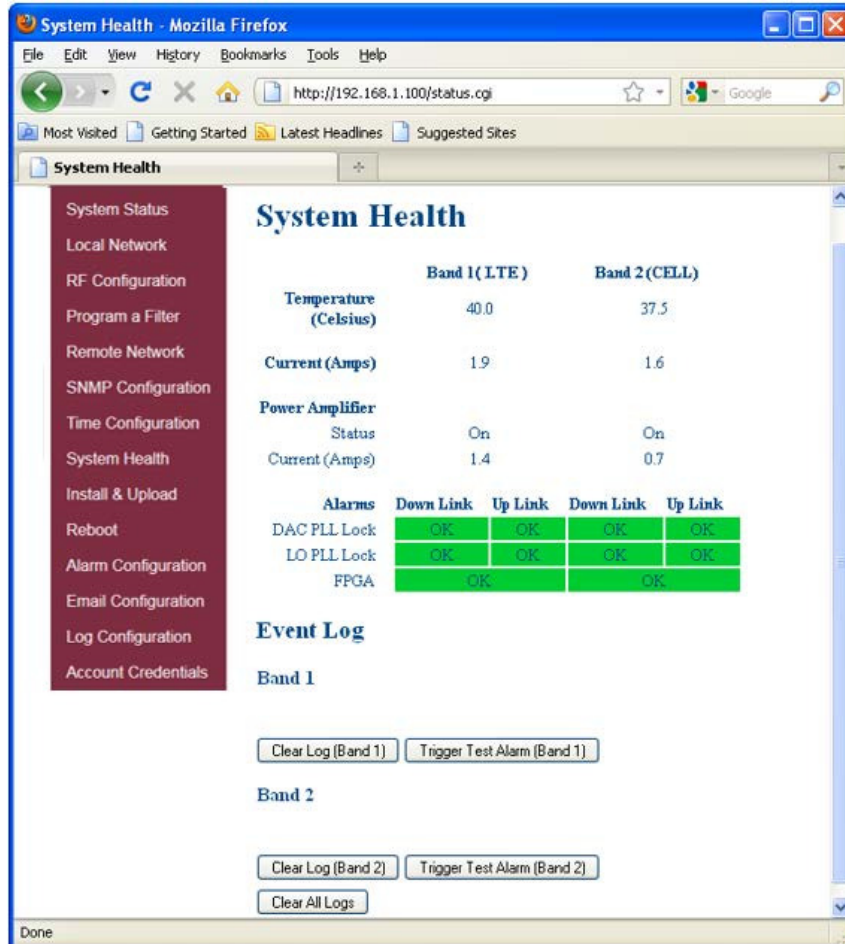 System Health - Mozilla Firefox
File Edit View History Bookmarks Tools Help
http://192.168.1.100/status.cgi Google
Most Visited Getting Started Latest Headlines Suggested Sites
System Health
System Status
Local Network
RF Configuration
Program a Filter
Remote Network
SNMP Configuration
Time Configuration
System Health
Install & Upload
Reboot
Alarm Configuration
Email Configuration
Log Configuration
Account Credentials
System Health
Band 1( LTE ) Band 2 (CELL)
Temperature
(Celsius) 40.0 37.5
Current (Amps) 1.9 1.6
Power Amplifier
Status On On
Current (Amps) 1.4 0.7
Alarms Down Link Up Link Down Link Up Link
DAC PLL Lock OK OK OK OK
LO PLL Lock OK OK OK OK
FPGA OK OK
Event Log
Band 1
Clear Log (Band 1) Trigger Test Alarm (Band 1)
Band 2
Clear Log (Band 2) Trigger Test Alarm (Band 2)
Clear All Logs
Done